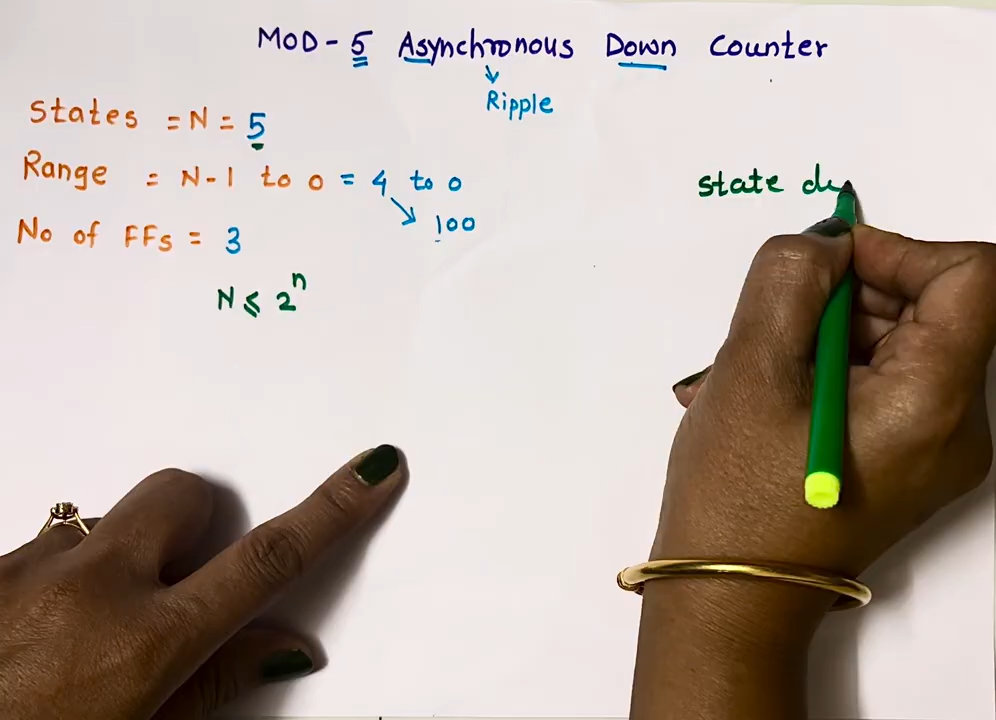 MOD - 5 Asynchronous Down Counter
Ripple
States = N = 5
Range = N-1 to 0 = 4 to 0
100
No of FFs = 3
N ≤ 2ⁿ
state